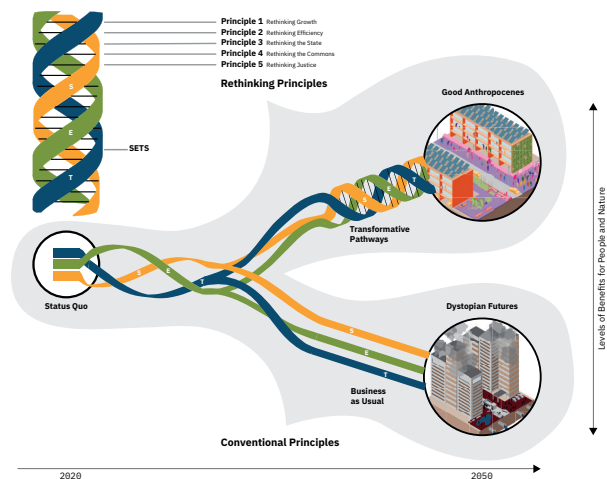 Principle 1 Rethinking Growth
Principle 2 Rethinking Efficiency
Principle 3 Rethinking the State
Principle 4 Rethinking the Commons
Principle 5 Rethinking Justice
Rethinking Principles
Good Anthropocenes
S
E
T
SETS
S
E
T
Transformative
Pathways
Levels of Benefits for People and Nature
Status Quo
S
E
T
Dystopian Futures
S
E
T
Business
as Usual
Conventional Principles
2020
2050